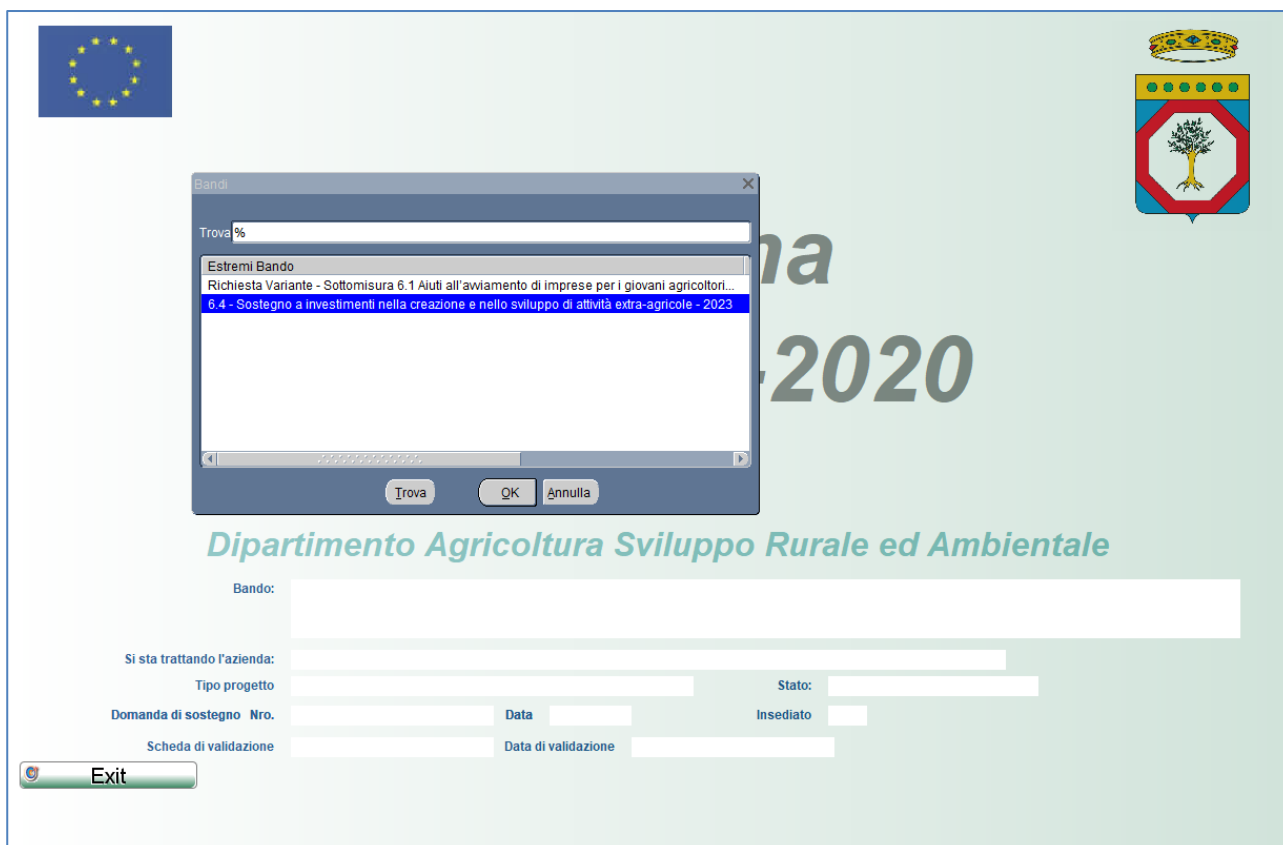 Bandi
Trova %
Estremi Bando
Richiesta Variante - Sottomisura 6.1 Aiuti all'avviamento di imprese per i giovani agricoltori...
6.4 - Sostegno a investimenti nella creazione e nello sviluppo di attività extra-agricole - 2023
Trova OK Annulla
-2020
Dipartimento Agricoltura Sviluppo Rurale ed Ambientale
Bando:
Si sta trattando l'azienda:
Tipo progetto Stato:
Domanda di sostegno Nro. Data Insediato
Scheda di validazione Data di validazione
Exit